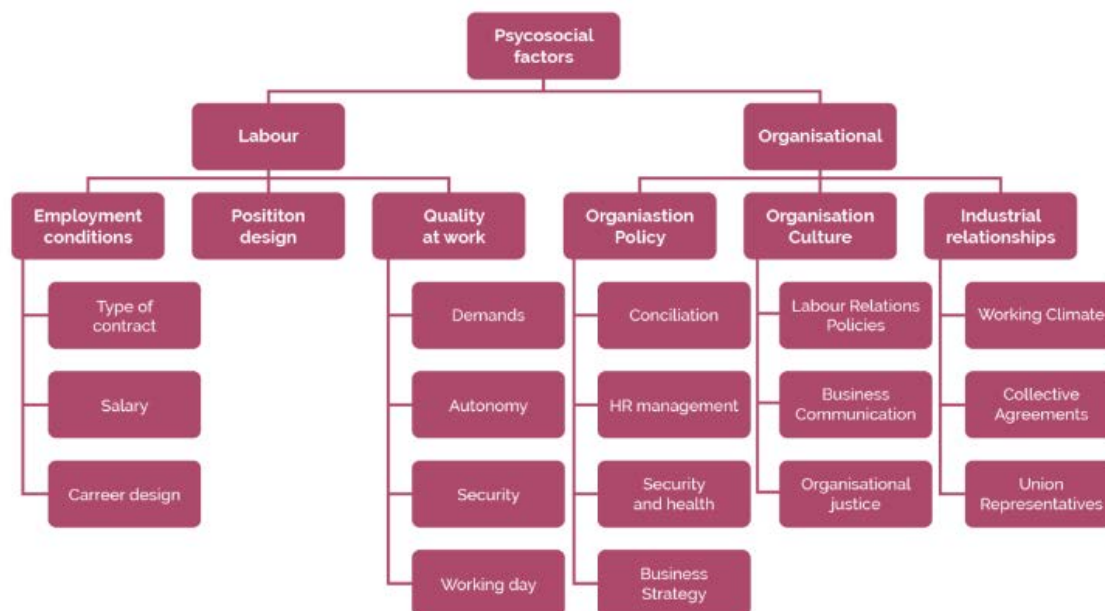 Psycosocial
factors
Labour
Organisational
Employment
conditions
Posititon
design
Quality
at work
Organiastion
Policy
Organisation
Culture
Industrial
relationships
Type of
contract
Demands
Conciliation
Labour Relations
Policies
Working Climate
Salary
Autonomy
HR management
Business
Communication
Collective
Agreements
Carreer design
Security
Security
and health
Organisational
justice
Union
Representatives
Working day
Business
Strategy